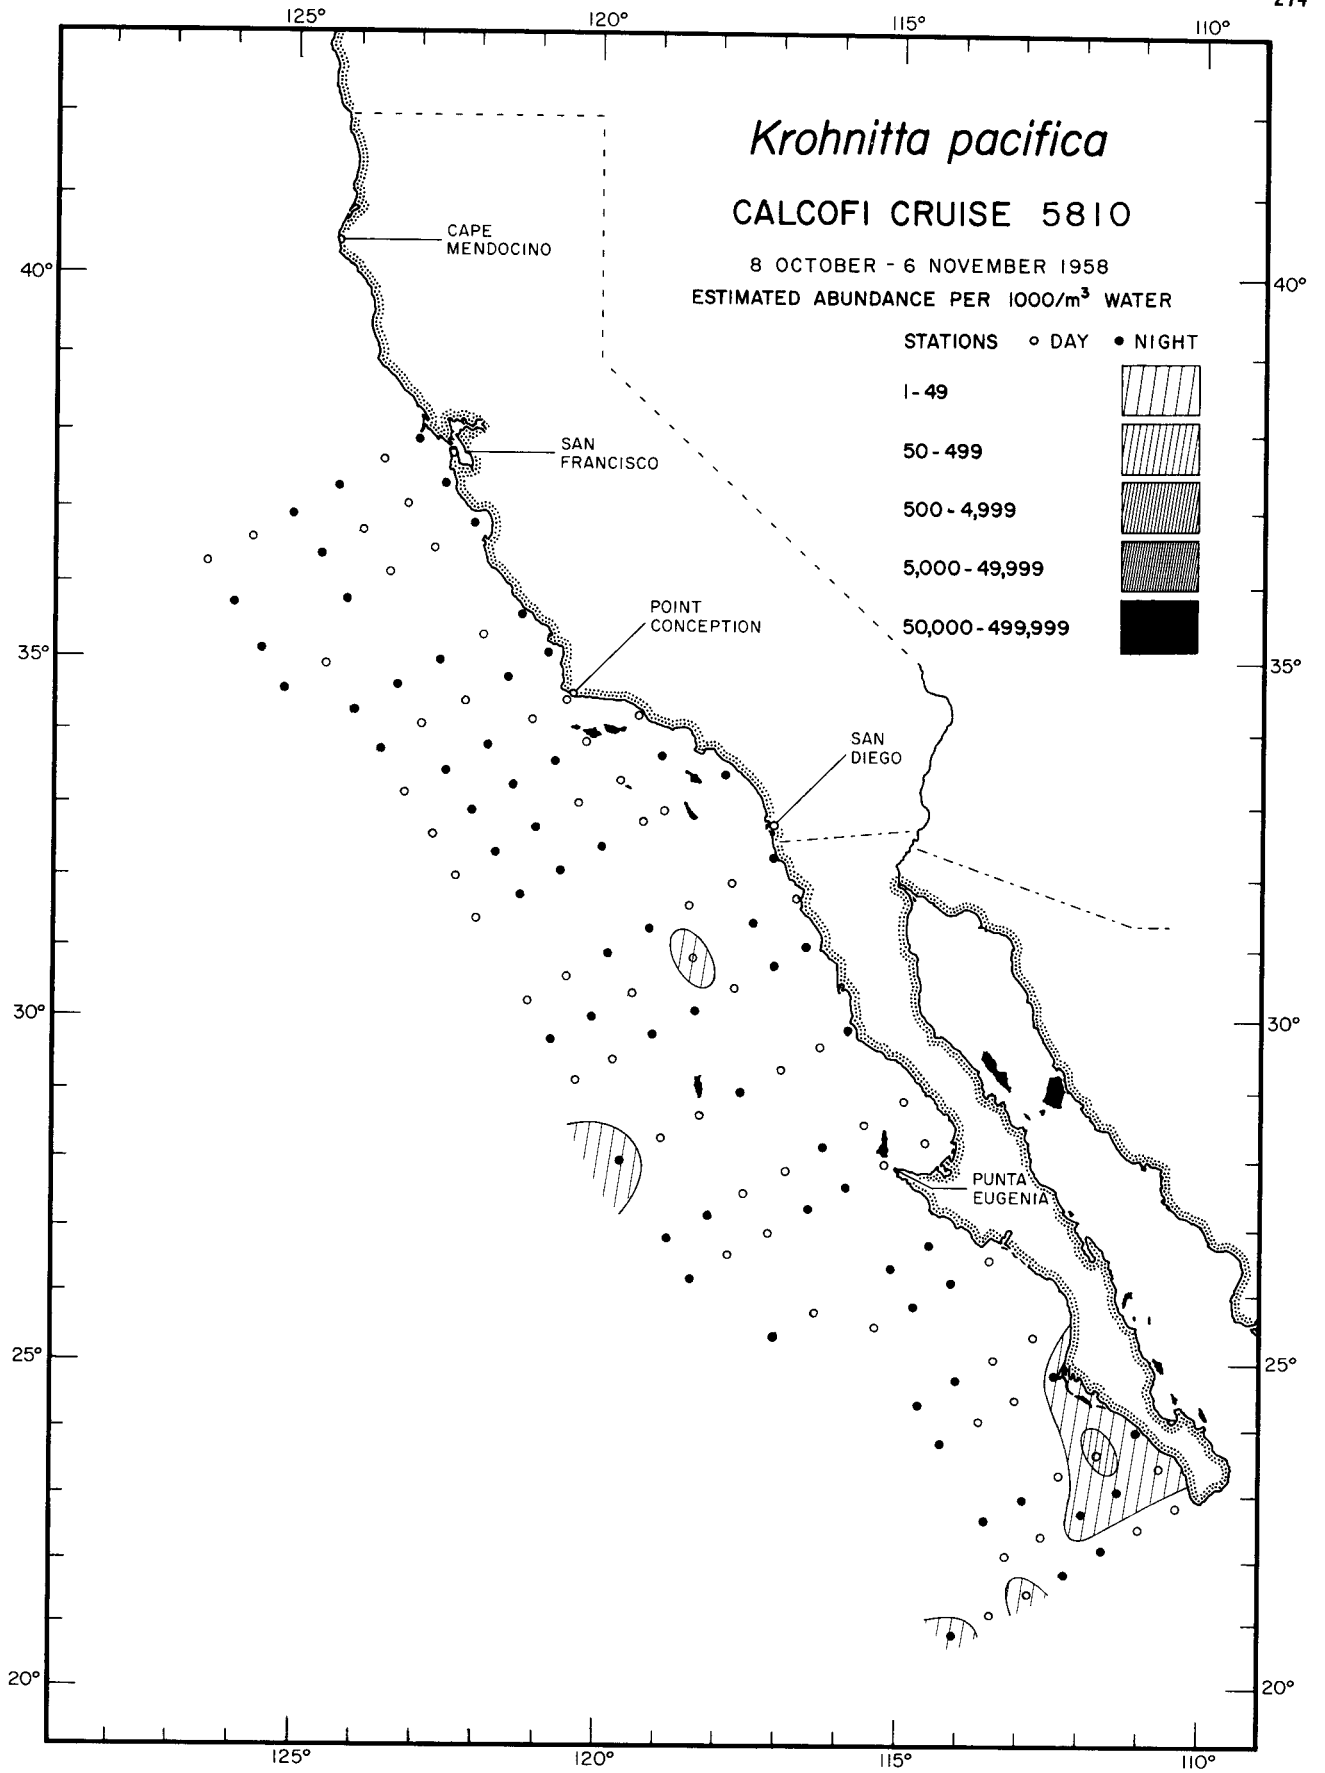 274
125° 120° 115° 110°
Krohnitta pacifica
CALCOFI CRUISE 5810
8 OCTOBER - 6 NOVEMBER 1958
ESTIMATED ABUNDANCE PER 1000/m³ WATER
STATIONS ○ DAY ● NIGHT
1-49
50-499
500-4,999
5,000-49,999
50,000-499,999
CAPE
MENDOCINO
40° 40°
SAN
FRANCISCO
POINT
CONCEPTION
35° 35°
SAN
DIEGO
30° 30°
PUNTA
EUGENIA
25° 25°
20° 20°
125° 120° 115° 110°